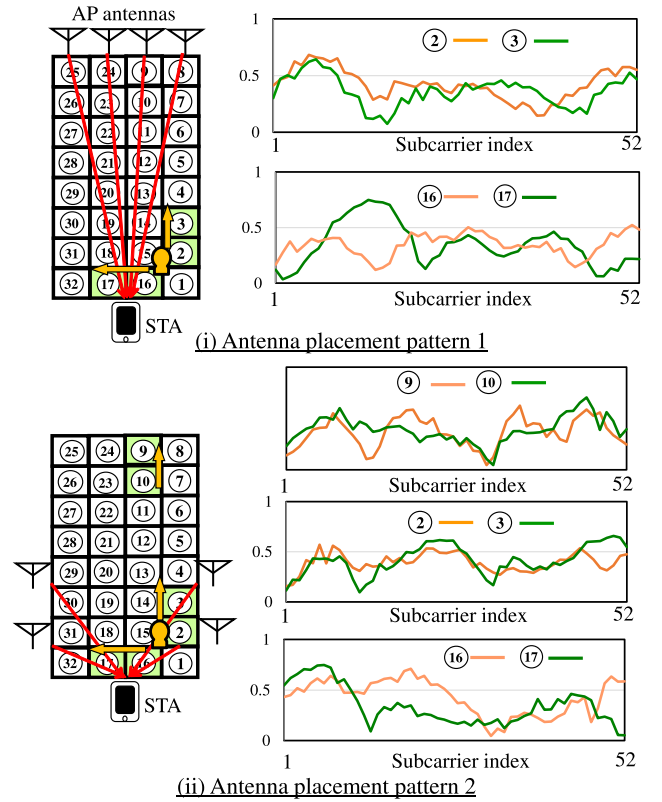 AP antennas
25 24 9 8
26 23 10 7
27 22 11 6
28 21 12 5
29 20 13 4
30 19 14 3
31 18 15 2
32 17 16 1
STA
1
0.5
0
2 3
1 52
Subcarrier index
1
0.5
0
16 17
1 52
Subcarrier index
(i) Antenna placement pattern 1
25 24 9 8
26 23 10 7
27 22 11 6
28 21 12 5
29 20 13 4
30 19 14 3
31 18 15 2
32 17 16 1
STA
9 10
1 52
Subcarrier index
1
0.5
0
2 3
1 52
Subcarrier index
1
0.5
0
16 17
1 52
Subcarrier index
(ii) Antenna placement pattern 2